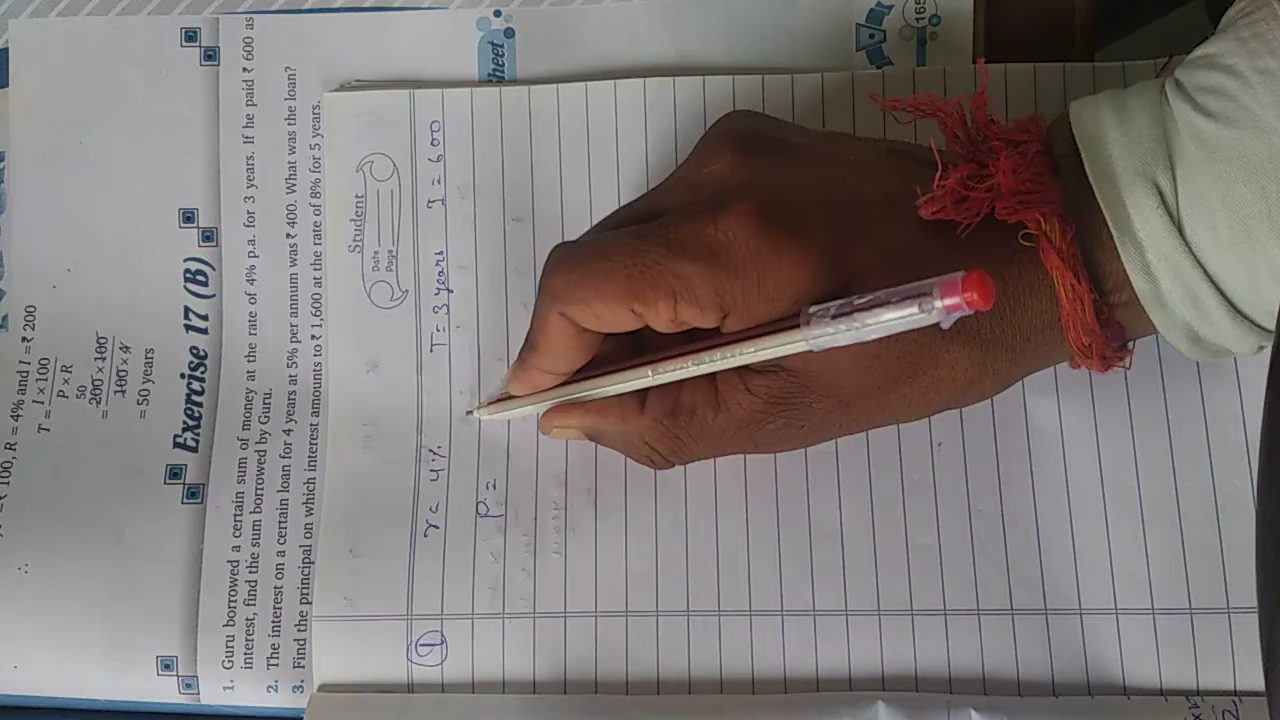 100, R = 4% and I = ₹ 200
∴ T = I × 100
P × R
50
= 200 × 100
100 × 4
= 50 years
Exercise 17 (B)
1. Guru borrowed a certain sum of money at the rate of 4% p.a. for 3 years. If he paid ₹ 600 as
interest, find the sum borrowed by Guru.
2. The interest on a certain loan for 4 years at 5% per annum was ₹ 400. What was the loan?
3. Find the principal on which interest amounts to ₹ 1,600 at the rate of 8% for 5 years.
heet
165
Student
Date
Page
1 r = 4% T = 3 years I = 600
P =